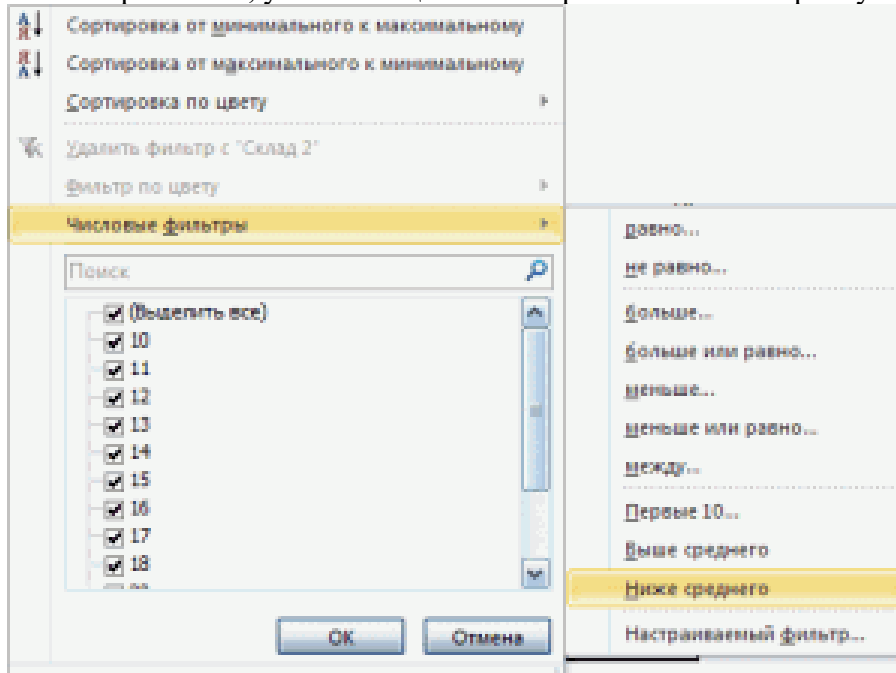 Сортировка от минимального к максимальному
Сортировка от максимального к минимальному
Сортировка по цвету
Удалить фильтр с "Склад 2"
Фильтр по цвету
Числовые фильтры
Поиск
(Выделить все)
10
11
12
13
14
15
16
17
18
ОК
Отмена
равно...
не равно...
больше...
больше или равно...
меньше...
меньше или равно...
между...
Первые 10...
Выше среднего
Ниже среднего
Настраиваемый фильтр...